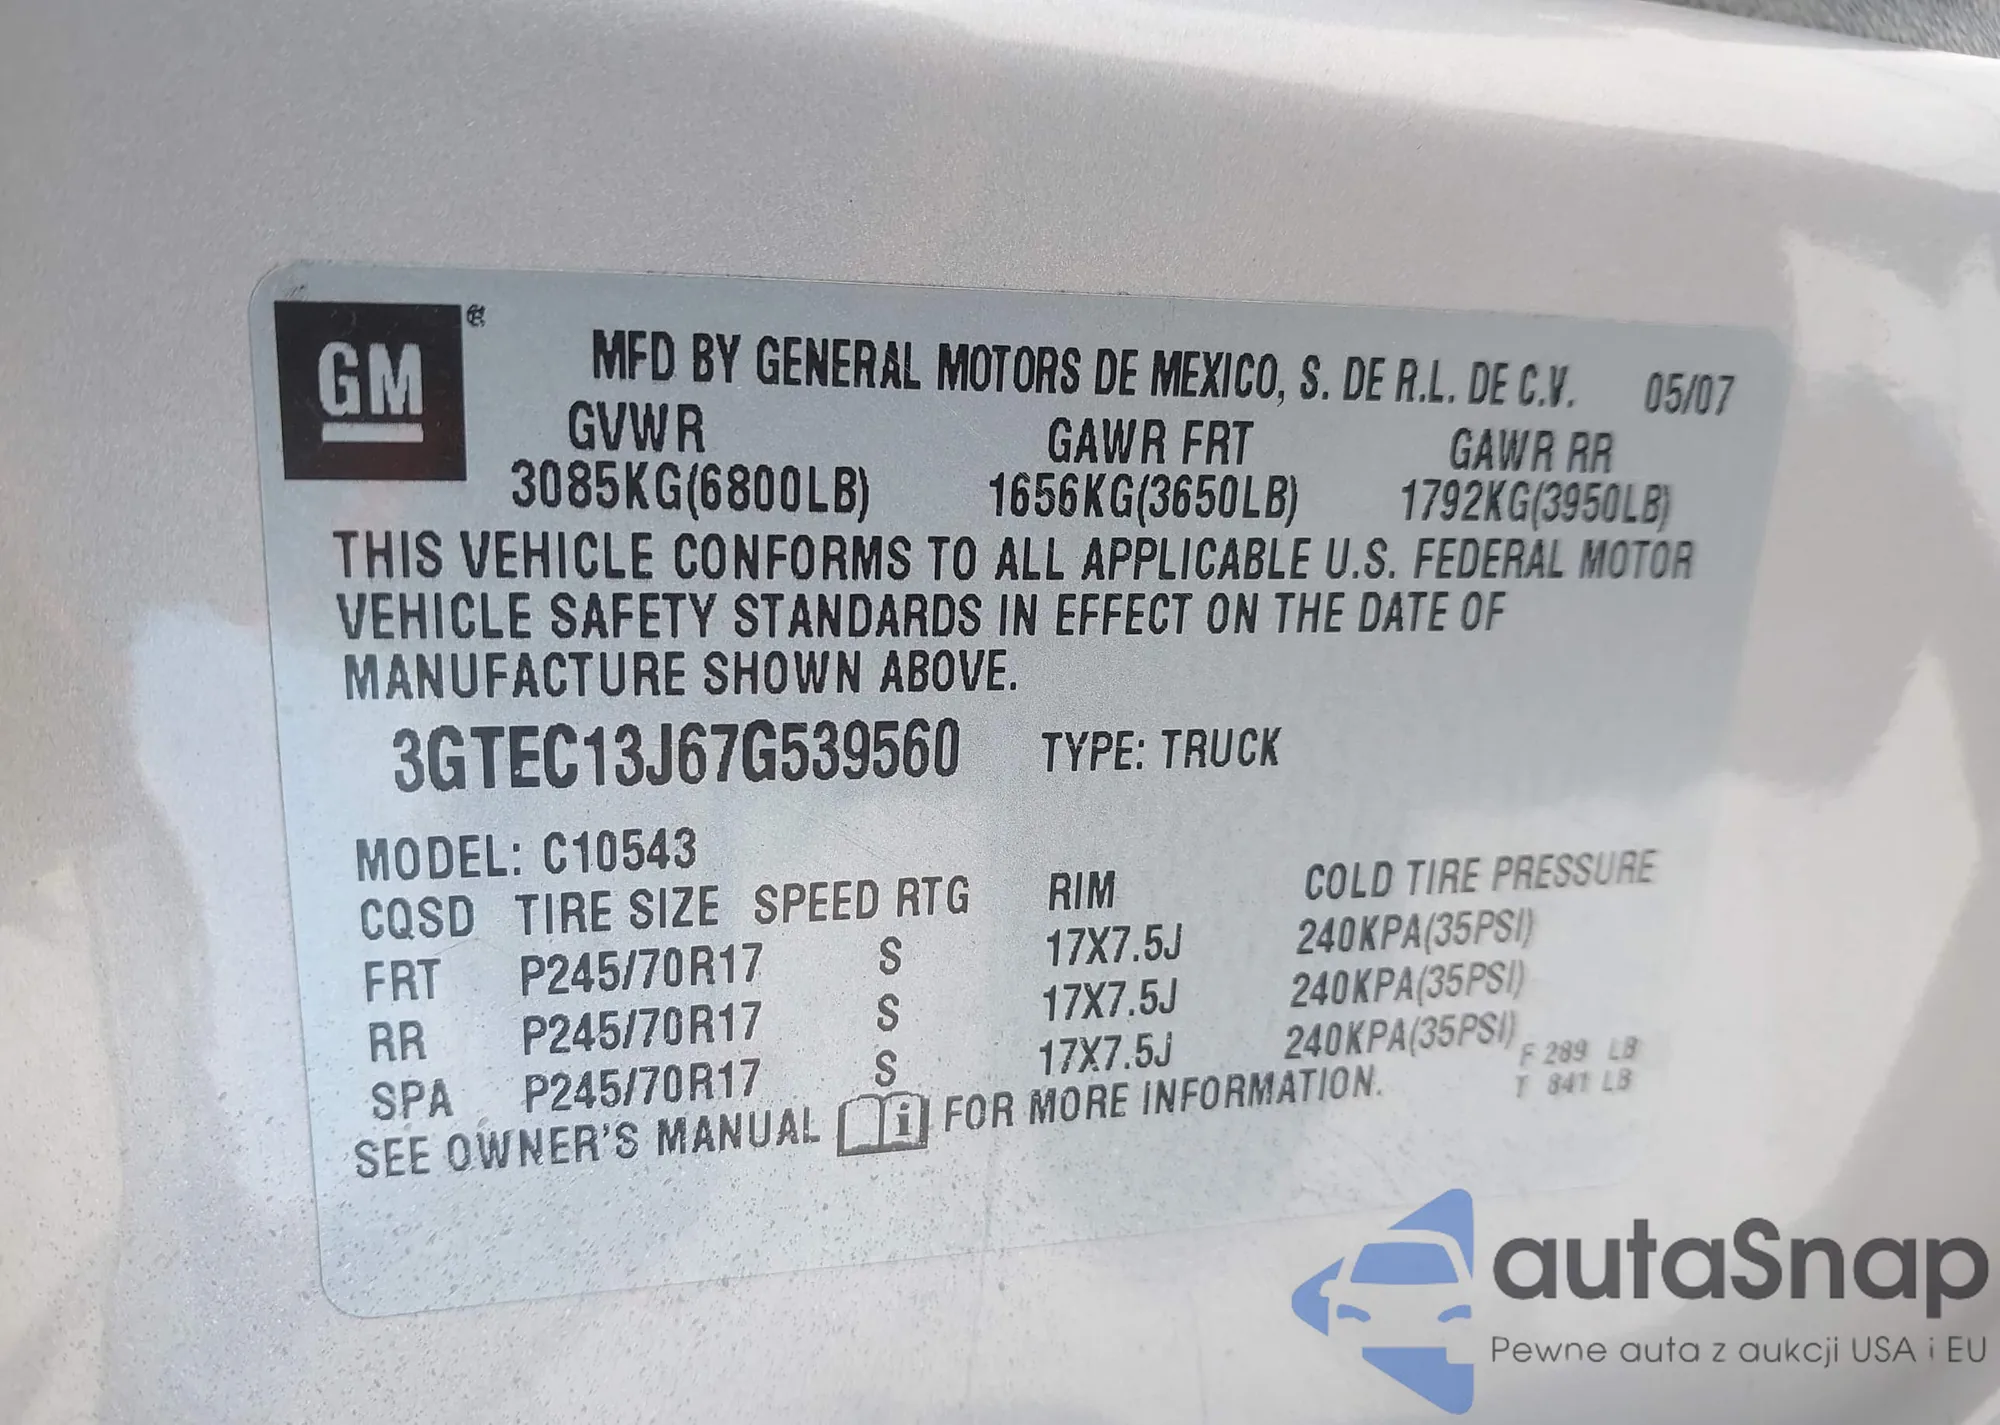 GM
MFD BY GENERAL MOTORS DE MEXICO, S. DE R.L. DE C.V. 05/07
GVWR GAWR FRT GAWR RR
3085KG(6800LB) 1656KG(3650LB) 1792KG(3950LB)
THIS VEHICLE CONFORMS TO ALL APPLICABLE U.S. FEDERAL MOTOR
VEHICLE SAFETY STANDARDS IN EFFECT ON THE DATE OF
MANUFACTURE SHOWN ABOVE.
3GTEC13J67G539560 TYPE: TRUCK
MODEL: C10543
CQSD TIRE SIZE SPEED RTG RIM COLD TIRE PRESSURE
FRT P245/70R17 S 17X7.5J 240KPA(35PSI)
RR P245/70R17 S 17X7.5J 240KPA(35PSI)
SPA P245/70R17 S 17X7.5J 240KPA(35PSI)
F 289 LB
T 841 LB
SEE OWNER'S MANUAL i FOR MORE INFORMATION.
autaSnap
Pewne auta z aukcji USA i EU